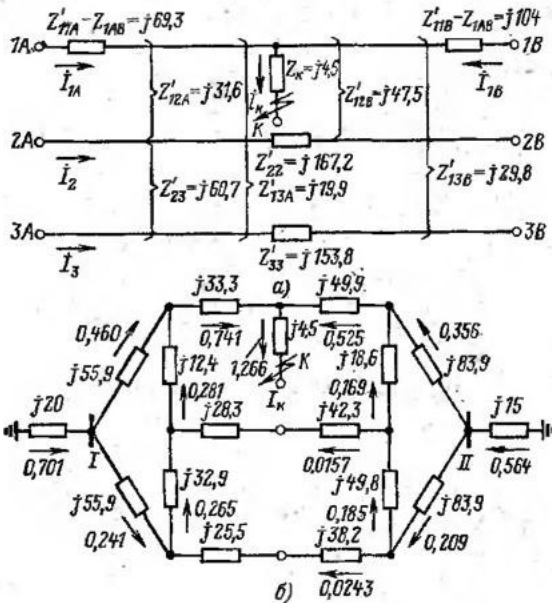 Z'₁₁A−Z₁AB=j69,3
Z'₁₁B−Z₁AB=j104
1A
1B
İ₁A
Zк=j4,5
İ₁B
Z'₁₂A=j31,6
İк
Z'₁₂B=j47,5
К
2A
2B
İ₂
Z'₂₂=j167,2
Z'₂₃=j60,7
Z'₁₃A=j19,9
Z'₁₃B=j29,8
3A
3B
İ₃
Z'₃₃=j153,8
а)
j33,3
j49,9
0,460
0,741
j4,5
0,525
0,356
j55,9
j12,4
1,266
К
j18,6
j83,9
0,281
Iк
0,169
j20
j28,3
j42,3
j15
0,701
I
0,0157
II
0,564
j32,9
j49,8
j55,9
0,265
0,185
j83,9
0,241
j25,5
j38,2
0,209
0,0243
б)